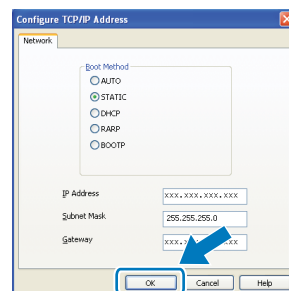 Configure TCP/IP Address
Network
Boot Method
AUTO
STATIC
DHCP
RARP
BOOTP
IP Address xxx.xxx.xxx.xxx
Subnet Mask 255.255.255.0
Gateway
OK Cancel Help